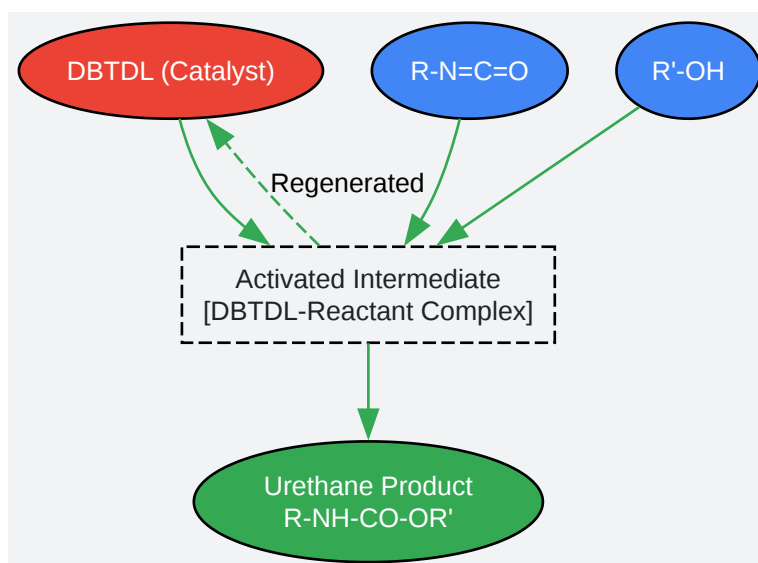 DBTDL (Catalyst)
R-N=C=O
R'-OH
Regenerated
Activated Intermediate
[DBTDL-Reactant Complex]
Urethane Product
R-NH-CO-OR'